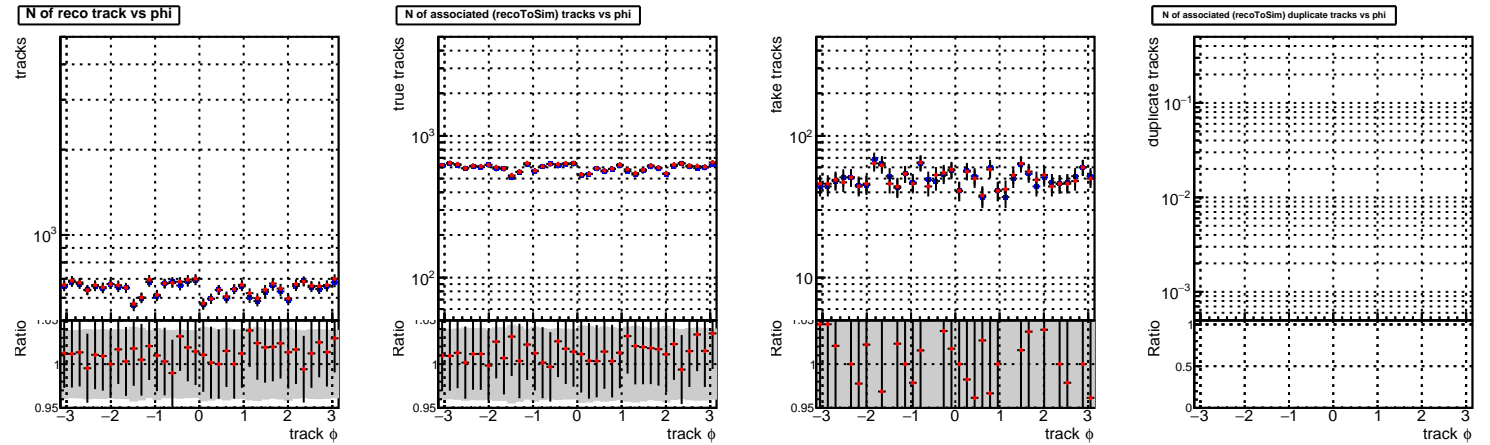 N of reco track vs phi
tracks
10³
Ratio
1.05
1
0.95
−3 −2 −1 0 1 2 3
track ϕ
N of associated (recoToSim) tracks vs phi
true tracks
10³
10²
Ratio
1.05
1
0.95
−3 −2 −1 0 1 2 3
track ϕ
fake tracks
10²
10
Ratio
1.05
1
0.95
−3 −2 −1 0 1 2 3
track ϕ
N of associated (recoToSim) duplicate tracks vs phi
duplicate tracks
10⁻¹
10⁻²
10⁻³
Ratio
1
0.5
0
−3 −2 −1 0 1 2 3
track ϕ